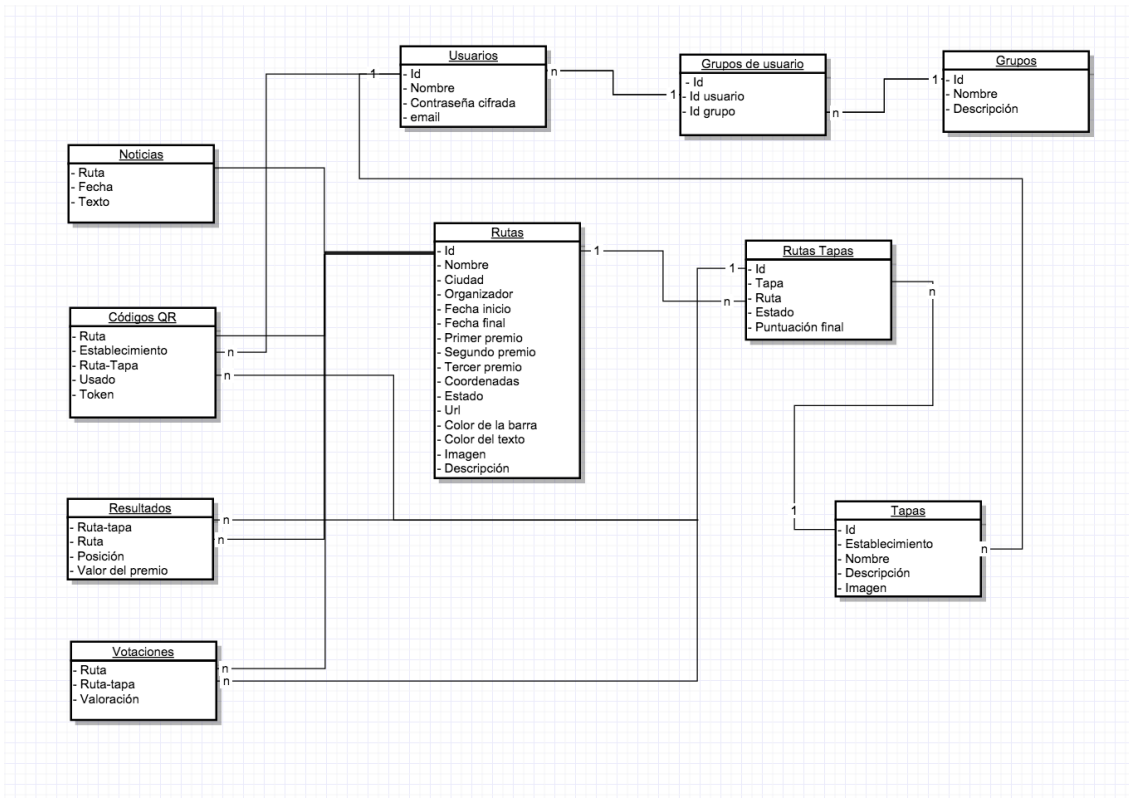 Usuarios
- Id
- Nombre
- Contraseña cifrada
- email
Grupos de usuario
- Id
- Id usuario
- Id grupo
Grupos
- Id
- Nombre
- Descripción
1
n
1
n
1
Noticias
- Ruta
- Fecha
- Texto
Rutas
- Id
- Nombre
- Ciudad
- Organizador
- Fecha inicio
- Fecha final
- Primer premio
- Segundo premio
- Tercer premio
- Coordenadas
- Estado
- Url
- Color de la barra
- Color del texto
- Imagen
- Descripción
1
n
1
Rutas Tapas
- Id
- Tapa
- Ruta
- Estado
- Puntuación final
n
Códigos QR
- Ruta
- Establecimiento
- Ruta-Tapa
- Usado
- Token
n
n
Resultados
- Ruta-tapa
- Ruta
- Posición
- Valor del premio
n
n
1
Tapas
- Id
- Establecimiento
- Nombre
- Descripción
- Imagen
n
Votaciones
- Ruta
- Ruta-tapa
- Valoración
n
n